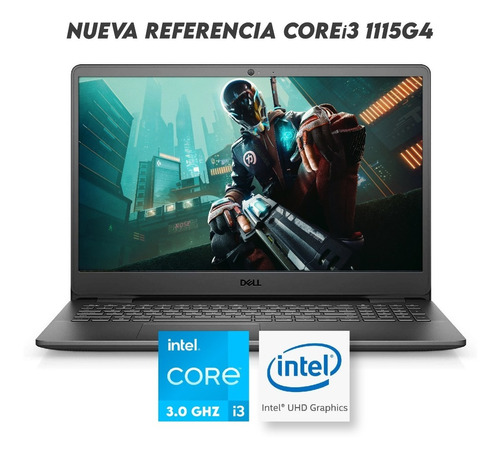 NUEVA REFERENCIA COREi3 1115G4
DELL
intel.
CORE
3.0 GHZ i3
intel
Intel® UHD Graphics